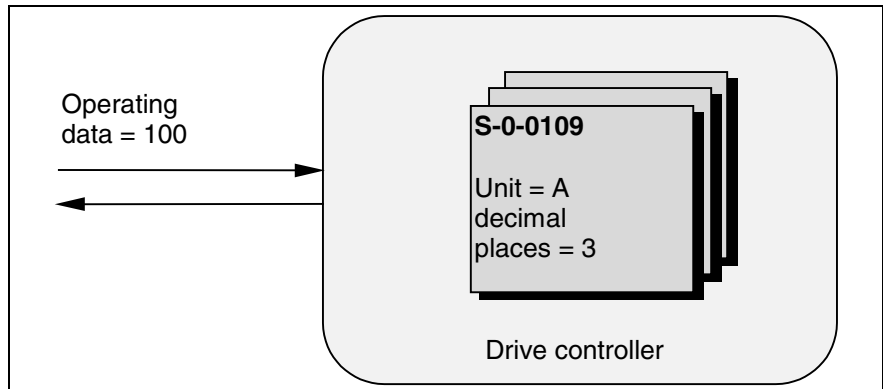 Operating
data = 100
S-0-0109
Unit = A
decimal
places = 3
Drive controller